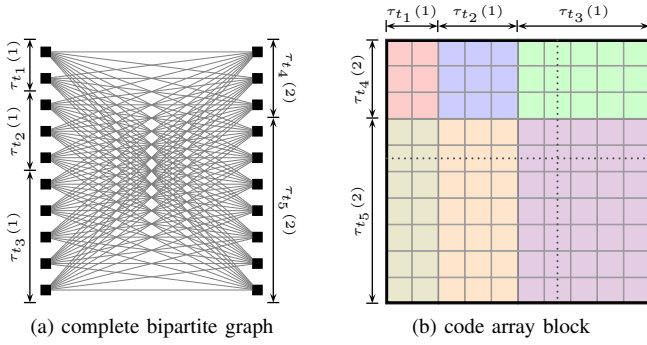 τ_{t_1}(1)
τ_{t_2}(1)
τ_{t_3}(1)
τ_{t_4}(2)
τ_{t_5}(2)
(a) complete bipartite graph
τ_{t_1}(1) τ_{t_2}(1) τ_{t_3}(1)
τ_{t_4}(2)
τ_{t_5}(2)
(b) code array block